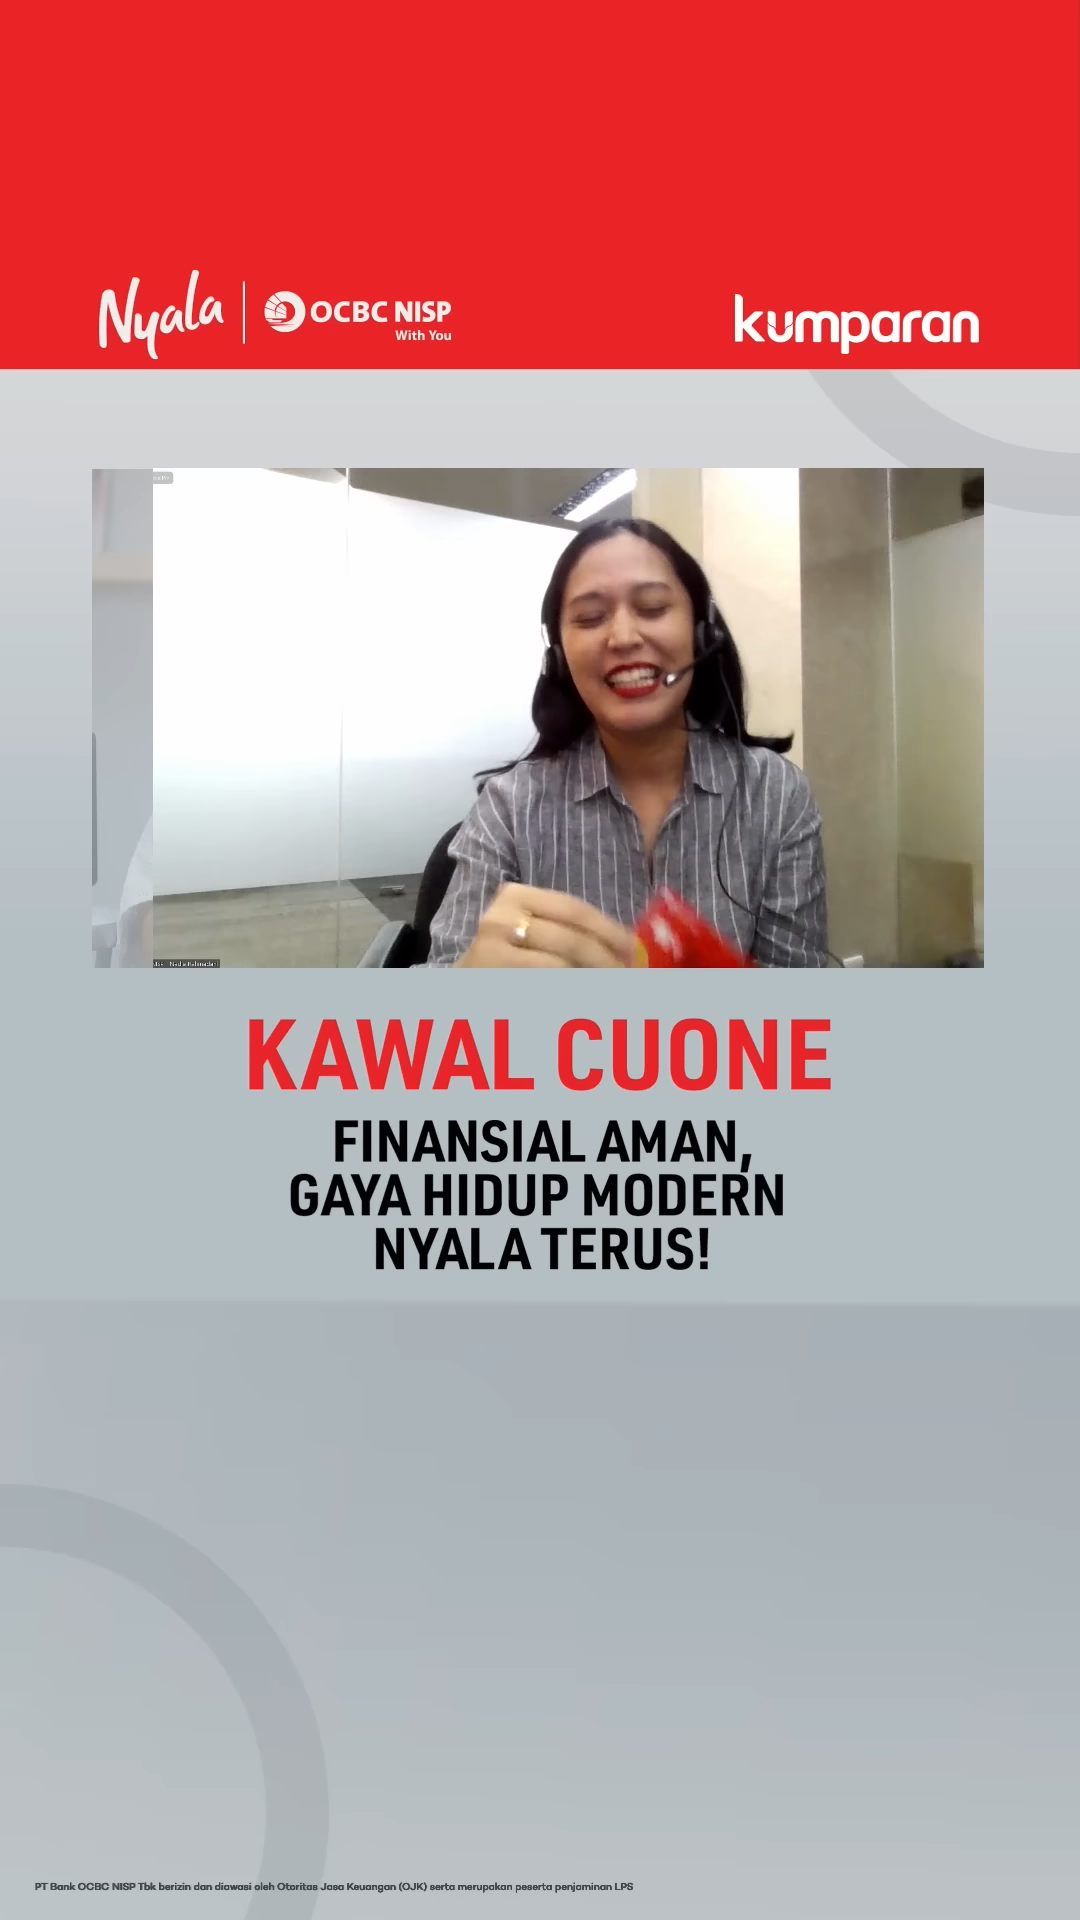 Nyala
OCBC NISP
With You
kumparan
KAWAL CUONE
FINANSIAL AMAN,
GAYA HIDUP MODERN
NYALA TERUS!
PT Bank OCBC NISP Tbk berizin dan diawasi oleh Otoritas Jasa Keuangan (OJK) serta merupakan peserta penjaminan LPS